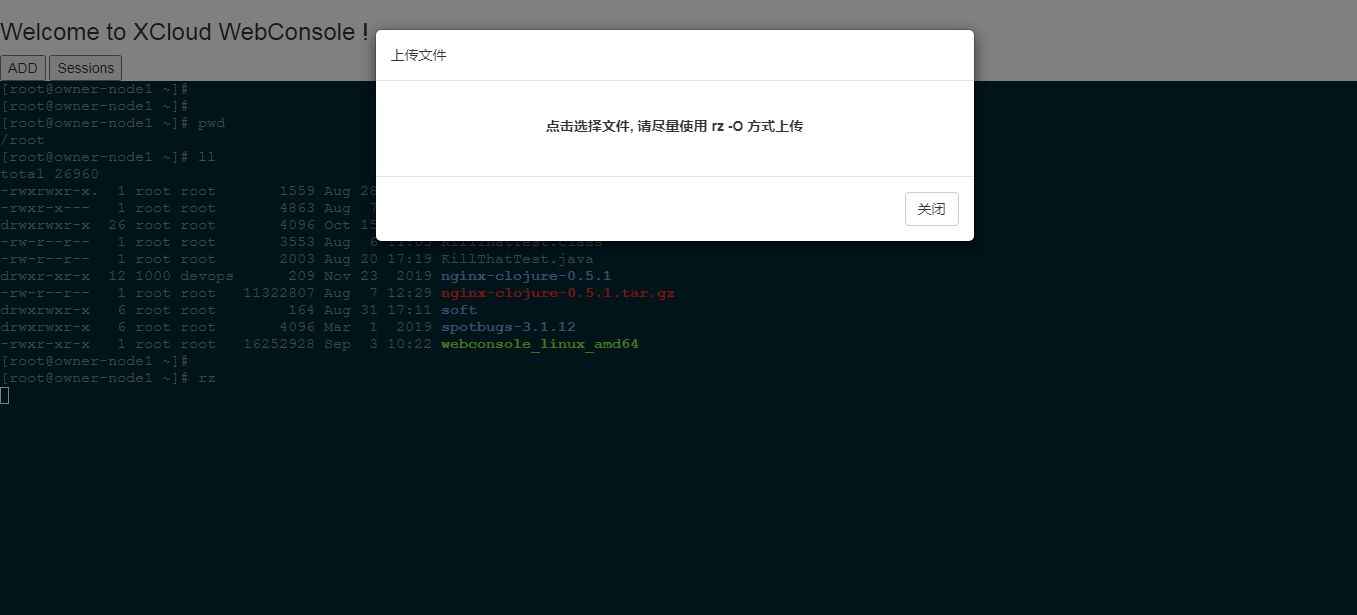 Welcome to XCloud WebConsole !
ADD Sessions
上传文件
点击选择文件, 请尽量使用 rz -O 方式上传
关闭
[root@owner-node1 ~]#
[root@owner-node1 ~]#
[root@owner-node1 ~]# pwd
/root
[root@owner-node1 ~]# ll
total 26960
-rwxrwxr-x. 1 root root 1559 Aug 28
-rwxr-x--- 1 root root 4863 Aug 7
drwxrwxr-x 26 root root 4096 Oct 15
-rw-r--r-- 1 root root 3553 Aug 6 11:03 KillThatTest.class
-rw-r--r-- 1 root root 2003 Aug 20 17:19 KillThatTest.java
drwxr-xr-x 12 1000 devops 209 Nov 23 2019 nginx-clojure-0.5.1
-rw-r--r-- 1 root root 11322807 Aug 7 12:29 nginx-clojure-0.5.1.tar.gz
drwxrwxr-x 6 root root 164 Aug 31 17:11 soft
drwxrwxr-x 6 root root 4096 Mar 1 2019 spotbugs-3.1.12
-rwxr-xr-x 1 root root 16252928 Sep 3 10:22 webconsole_linux_amd64
[root@owner-node1 ~]#
[root@owner-node1 ~]# rz